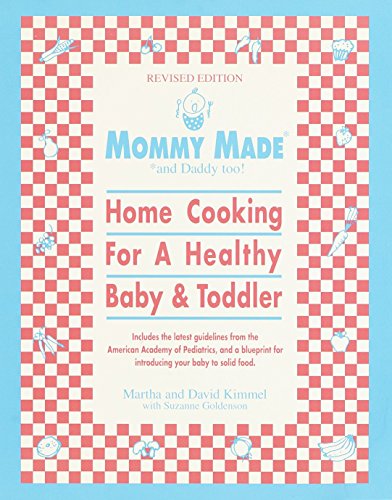 REVISED EDITION
MOMMY MADE*
*and Daddy too!
Home Cooking
For A Healthy
Baby & Toddler
Includes the latest guidelines from the
American Academy of Pediatrics, and a blueprint for
introducing your baby to solid food.
Martha and David Kimmel
with Suzanne Goldenson